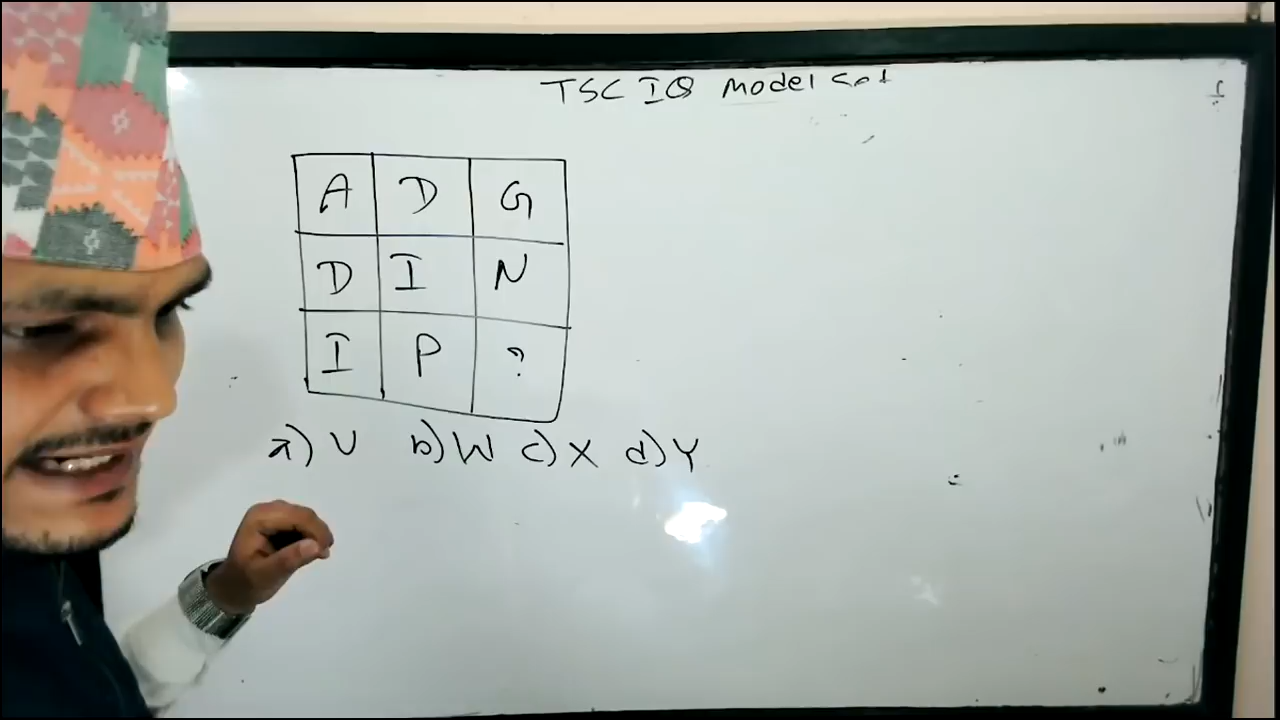 TSC IQ Model Set
A D G
D I N
I P ?
a) V b) W c) X d) Y